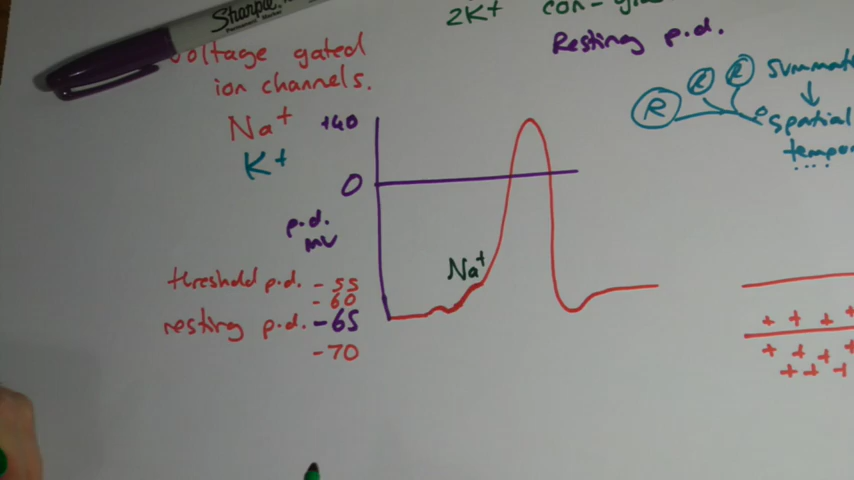 Sharpie
2K+
Resting p.d.
Voltage gated
ion channels.
Na+
K+
+40
0
p.d.
mV
Na+
threshold p.d. - 55
- 60
resting p.d. -65
-70
R
R
R
spatial